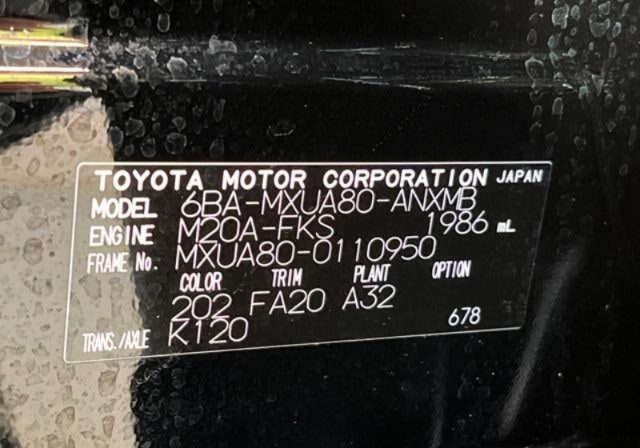 TOYOTA MOTOR CORPORATION JAPAN
MODEL 6BA-MXUA80-ANXMB
ENGINE M20A-FKS 1986 mL
FRAME No. MXUA80-0110950
COLOR TRIM PLANT OPTION
202 FA20 A32
TRANS./AXLE K120 678